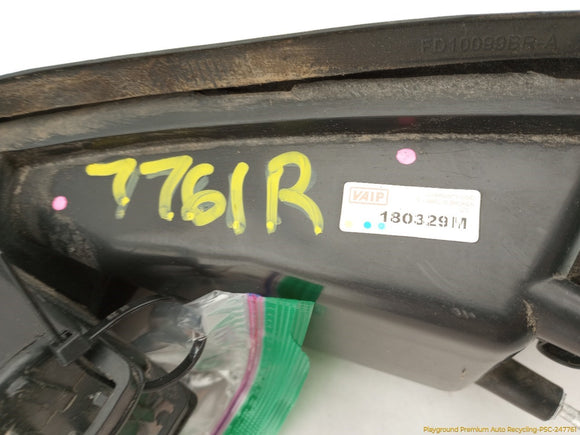 FD10099BR-A
7761R
VAIP
180329M
Playground Premium Auto Recycling-PSC-247761